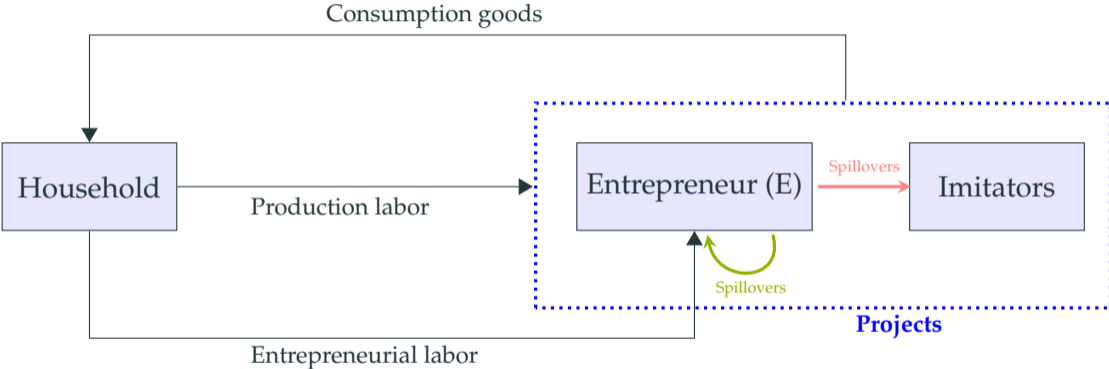 Consumption goods
Household
Production labor
Entrepreneur (E)
Spillovers
Imitators
Spillovers
Projects
Entrepreneurial labor